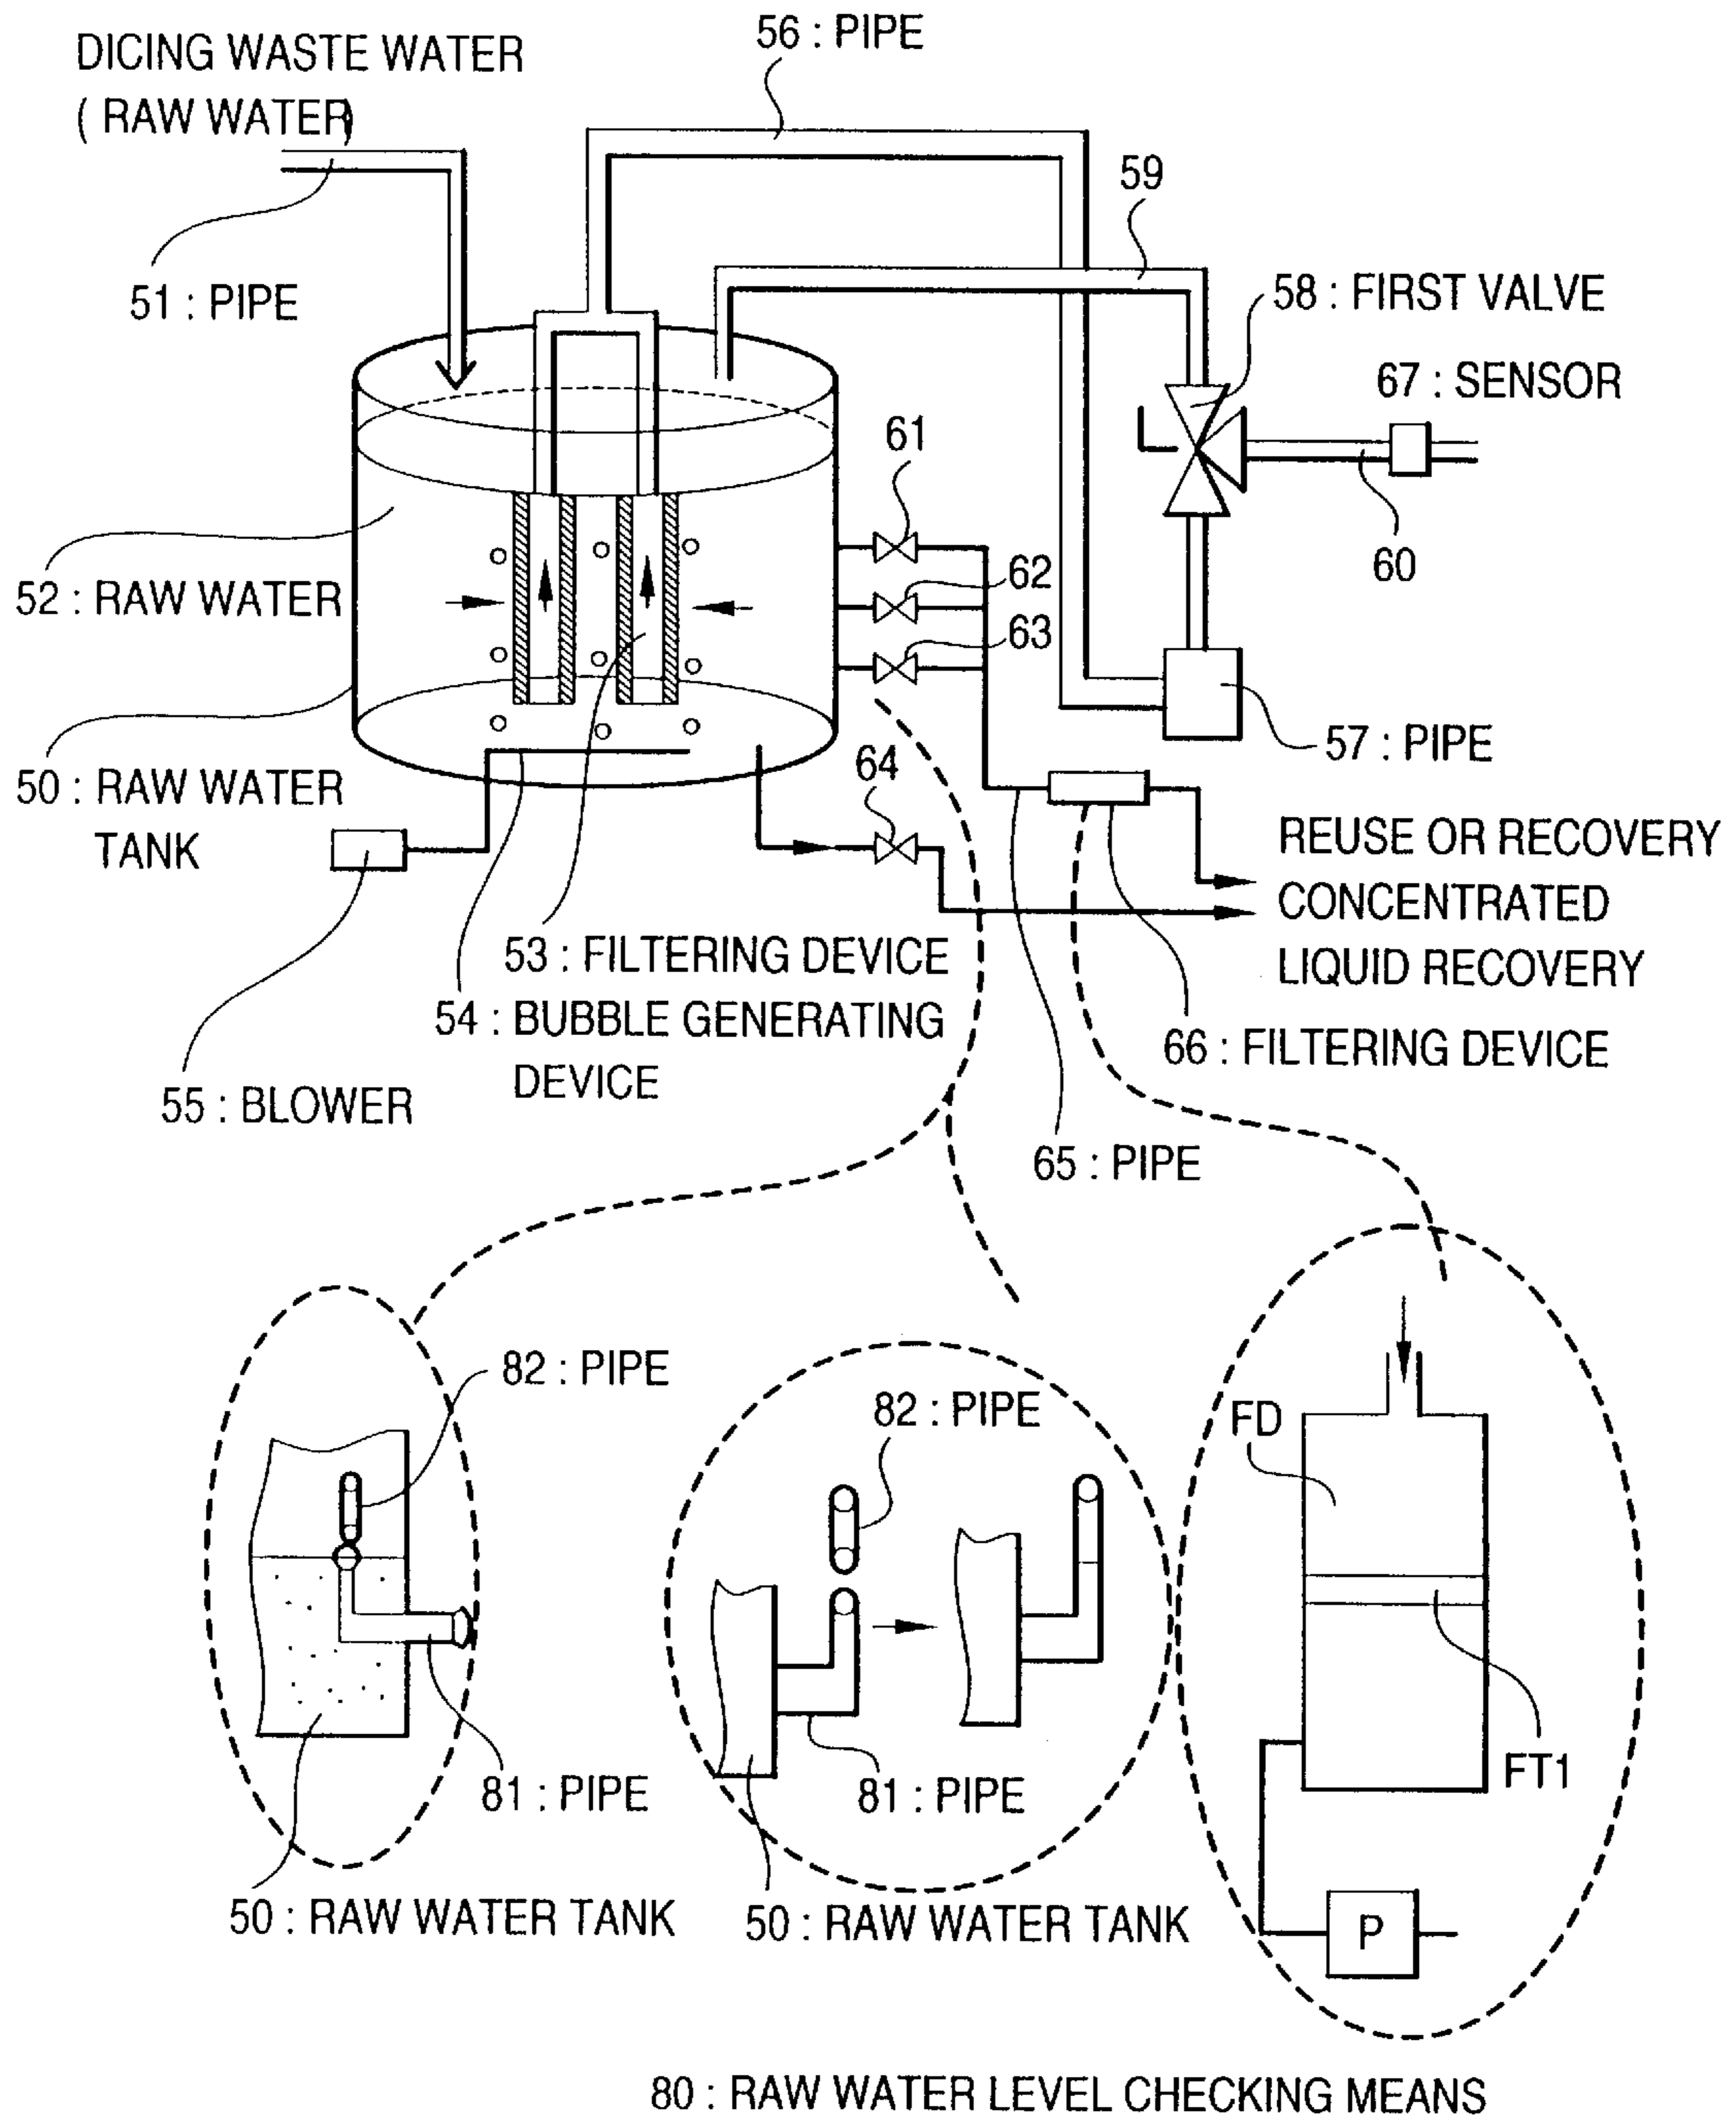 56 : PIPE
DICING WASTE WATER
( RAW WATER)
59
51 : PIPE
58 : FIRST VALVE
67 : SENSOR
61
60
62
52 : RAW WATER
63
57 : PIPE
64
50 : RAW WATER
TANK
REUSE OR RECOVERY
CONCENTRATED
LIQUID RECOVERY
53 : FILTERING DEVICE
54 : BUBBLE GENERATING
DEVICE
66 : FILTERING DEVICE
55 : BLOWER
65 : PIPE
82 : PIPE
82 : PIPE
FD
81 : PIPE
81 : PIPE
FT1
50 : RAW WATER TANK
50 : RAW WATER TANK
P
80 : RAW WATER LEVEL CHECKING MEANS